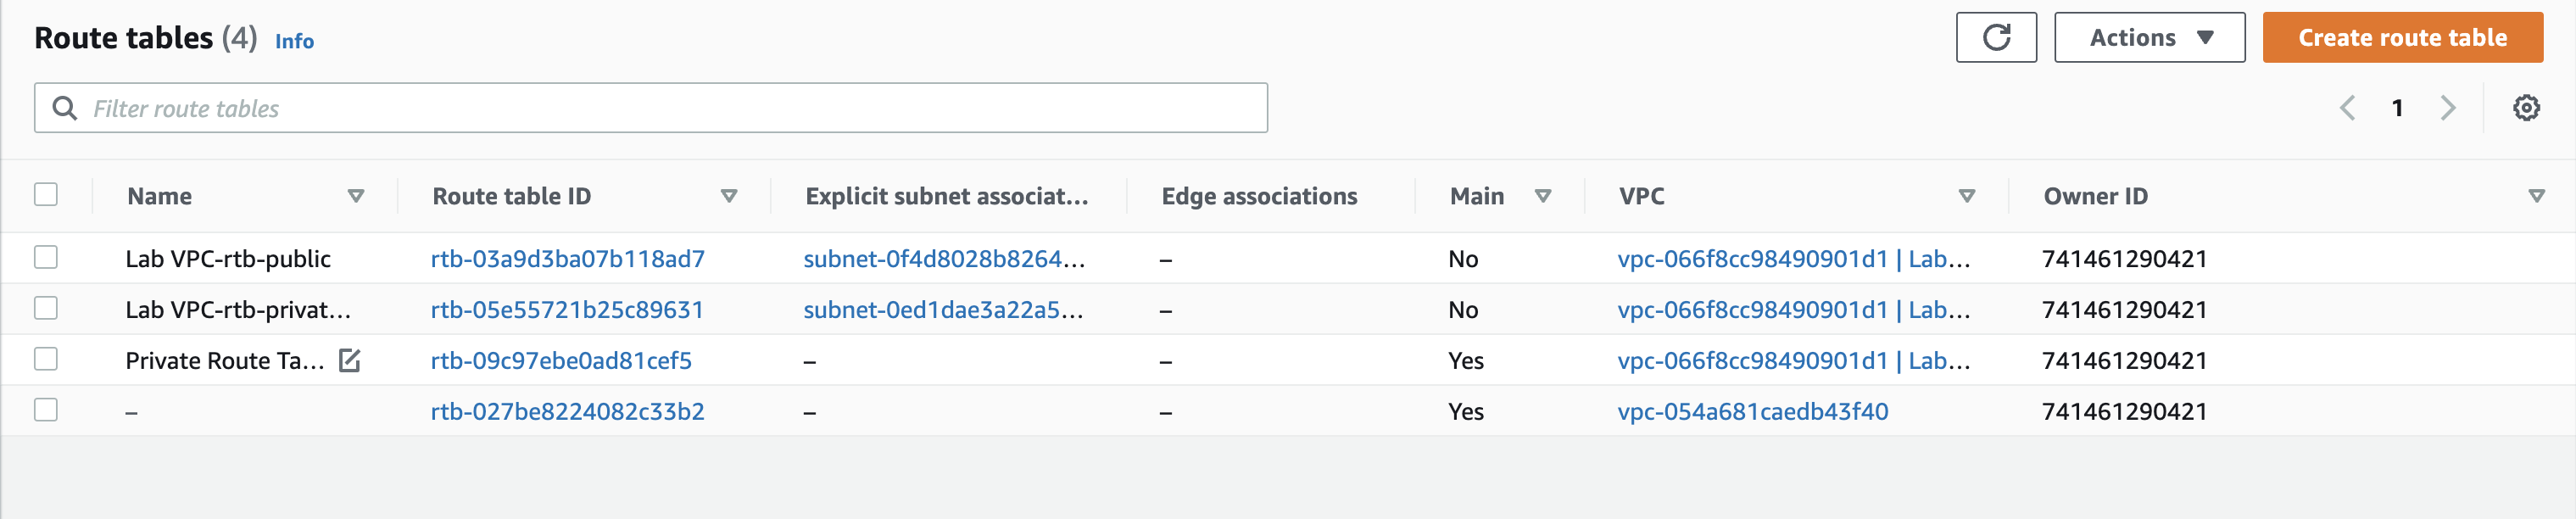 Route tables (4) Info
Actions
Create route table
Filter route tables
1
Name Route table ID Explicit subnet associat... Edge associations Main VPC Owner ID
Lab VPC-rtb-public rtb-03a9d3ba07b118ad7 subnet-0f4d8028b8264... – No vpc-066f8cc98490901d1 | Lab... 741461290421
Lab VPC-rtb-privat... rtb-05e55721b25c89631 subnet-0ed1dae3a22a5... – No vpc-066f8cc98490901d1 | Lab... 741461290421
Private Route Ta... rtb-09c97ebe0ad81cef5 – – Yes vpc-066f8cc98490901d1 | Lab... 741461290421
– rtb-027be8224082c33b2 – – Yes vpc-054a681caedb43f40 741461290421